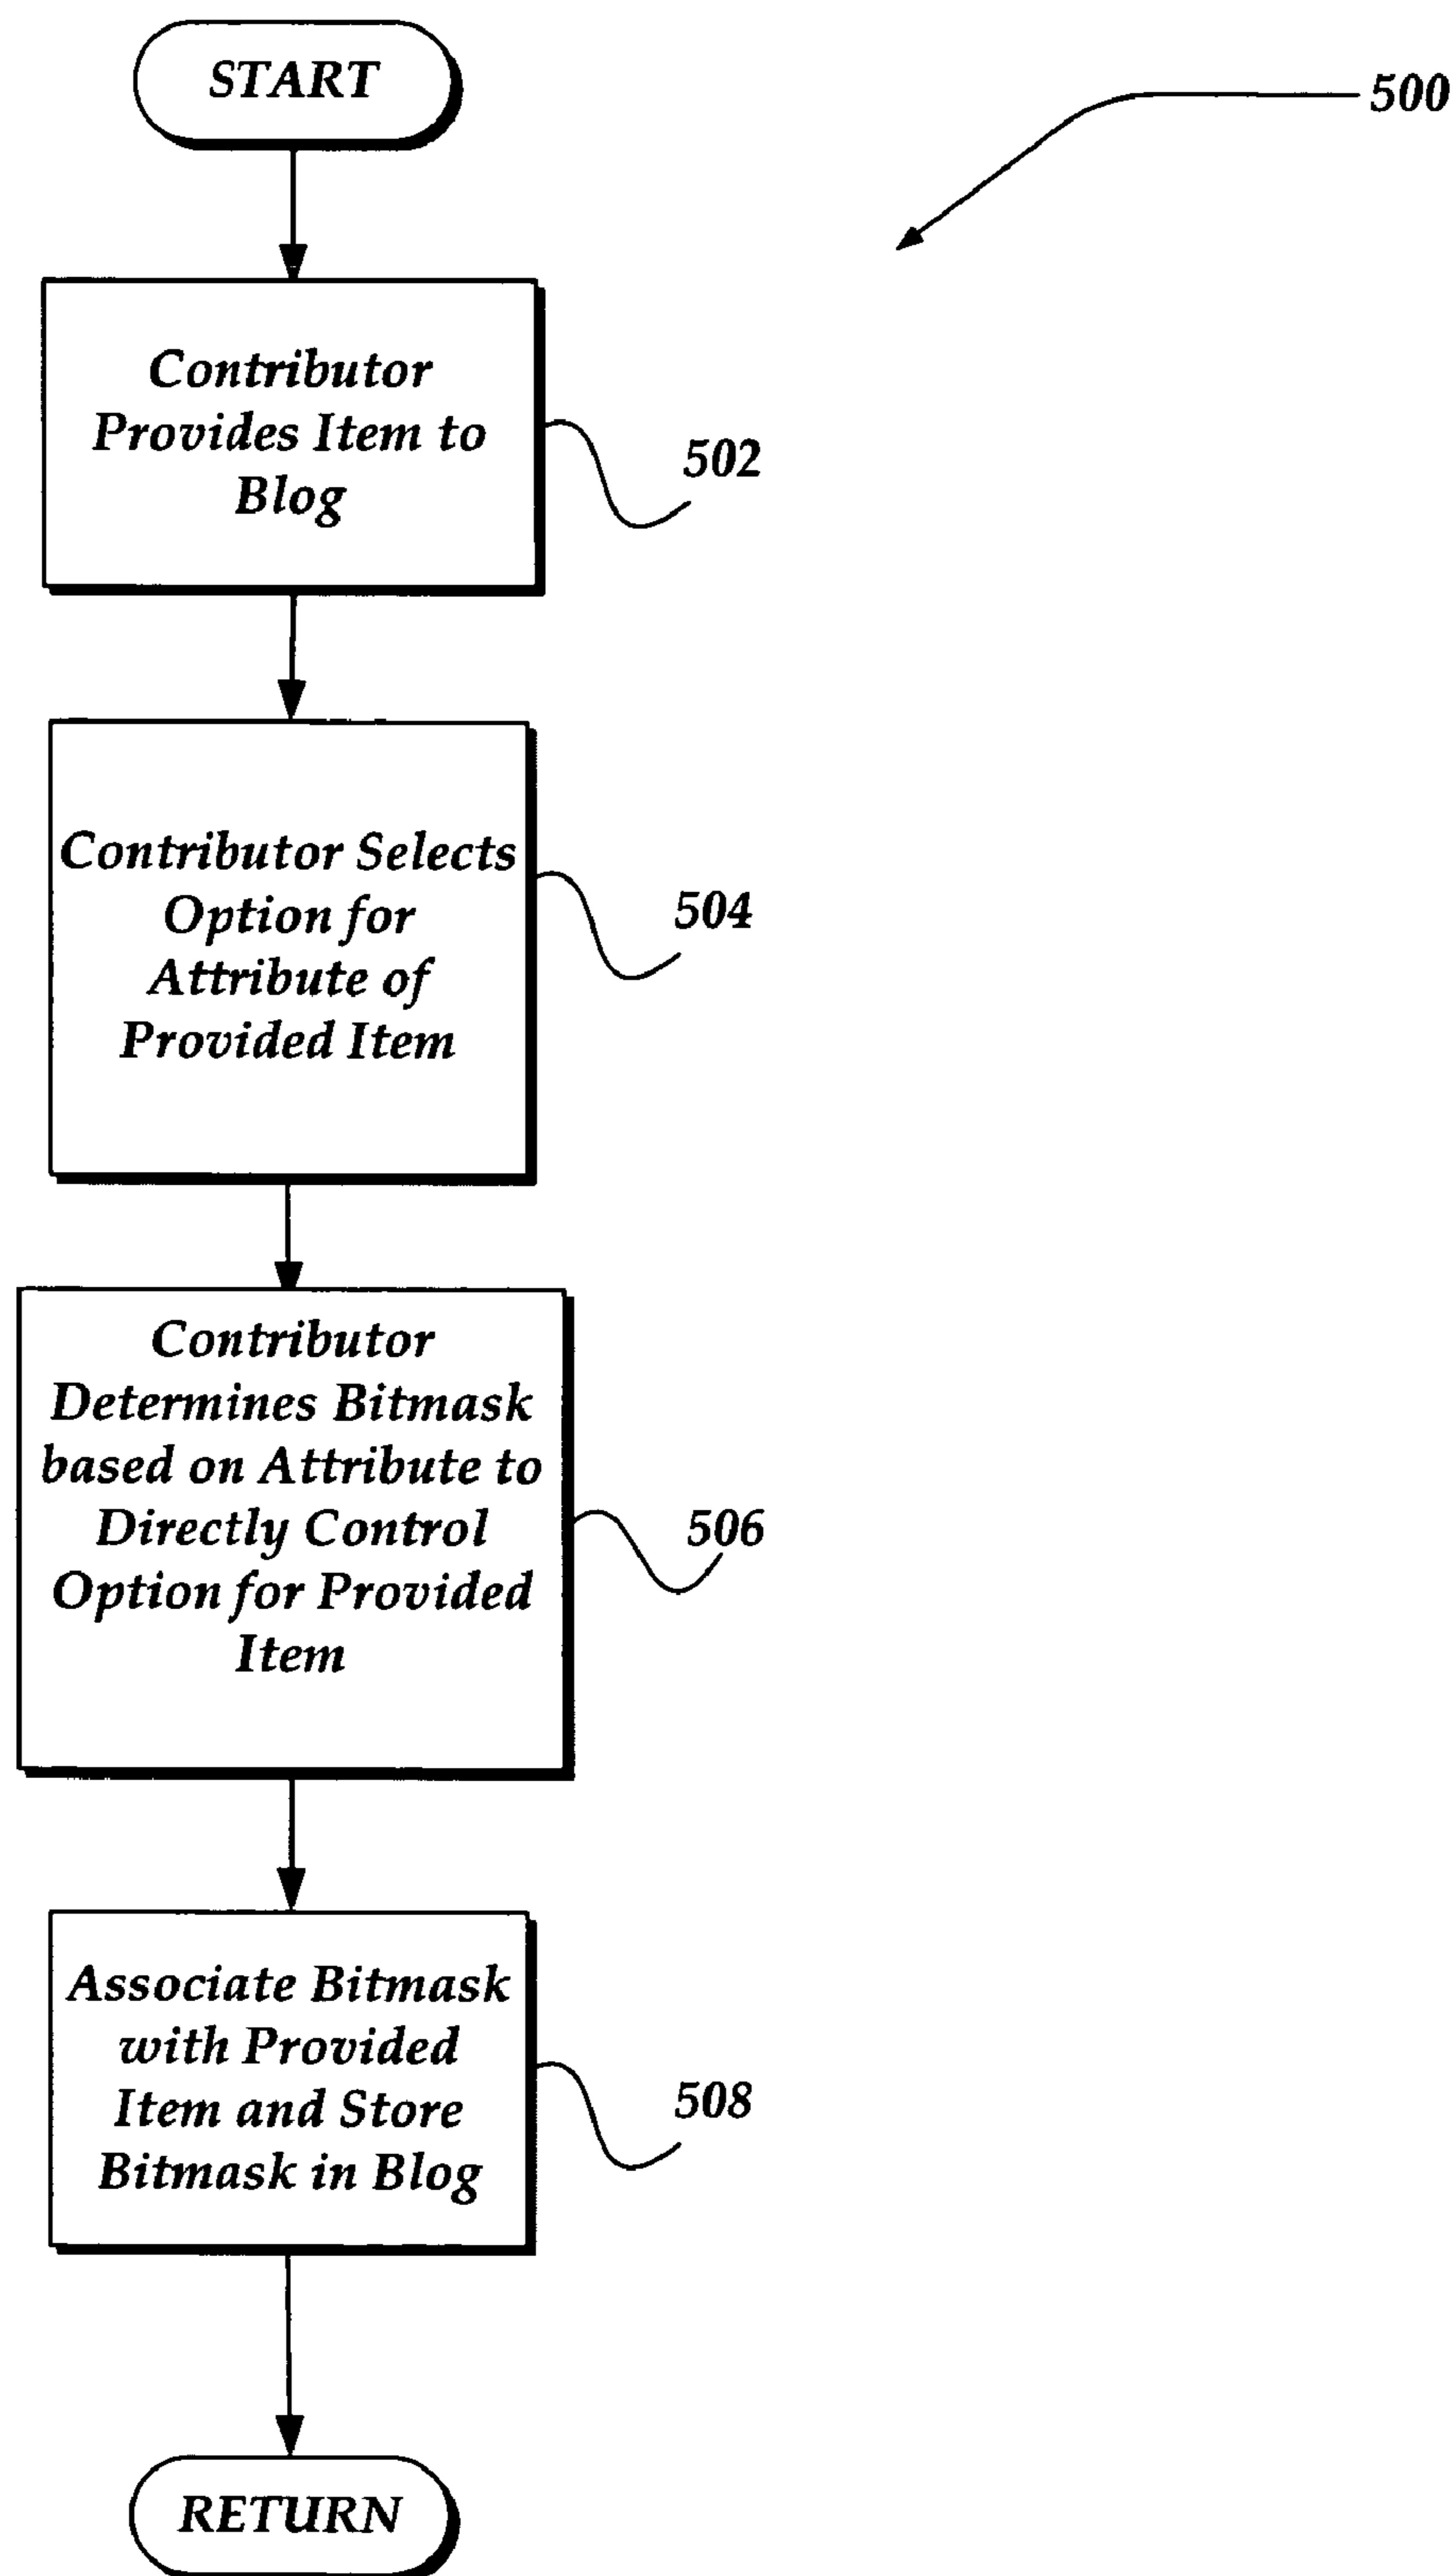 START
500
Contributor
Provides Item to
Blog
502
Contributor Selects
Option for
Attribute of
Provided Item
504
Contributor
Determines Bitmask
based on Attribute to
Directly Control
Option for Provided
Item
506
Associate Bitmask
with Provided
Item and Store
Bitmask in Blog
508
RETURN